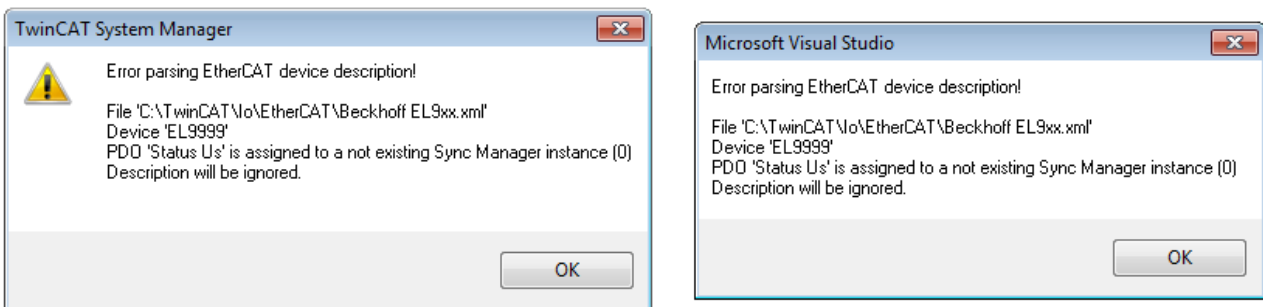 TwinCAT System Manager
Error parsing EtherCAT device description!
File 'C:\TwinCAT\Io\EtherCAT\Beckhoff EL9xx.xml'
Device 'EL9999'
PDO 'Status Us' is assigned to a not existing Sync Manager instance (0)
Description will be ignored.
OK
Microsoft Visual Studio
Error parsing EtherCAT device description!
File 'C:\TwinCAT\Io\EtherCAT\Beckhoff EL9xx.xml'
Device 'EL9999'
PDO 'Status Us' is assigned to a not existing Sync Manager instance (0)
Description will be ignored.
OK